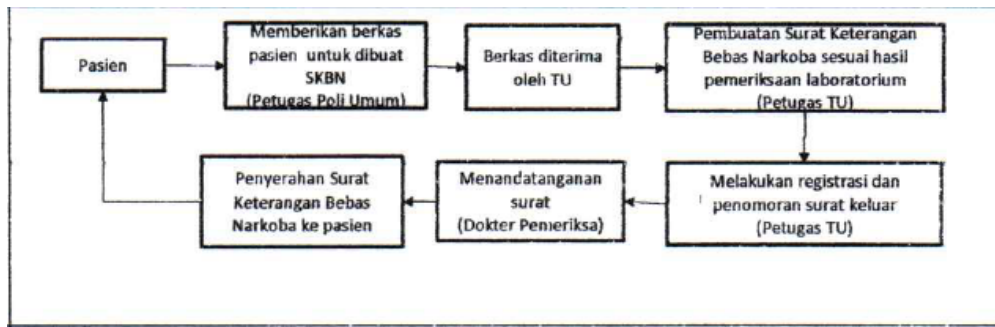 Pasien
Memberikan berkas
pasien untuk dibuat
SKBN
(Petugas Poli Umum)
Berkas diterima
oleh TU
Pembuatan Surat Keterangan
Bebas Narkoba sesuai hasil
pemeriksaan laboratorium
(Petugas TU)
Melakukan registrasi dan
penomoran surat keluar
(Petugas TU)
Menandatanganan
surat
(Dokter Pemeriksa)
Penyerahan Surat
Keterangan Bebas
Narkoba ke pasien